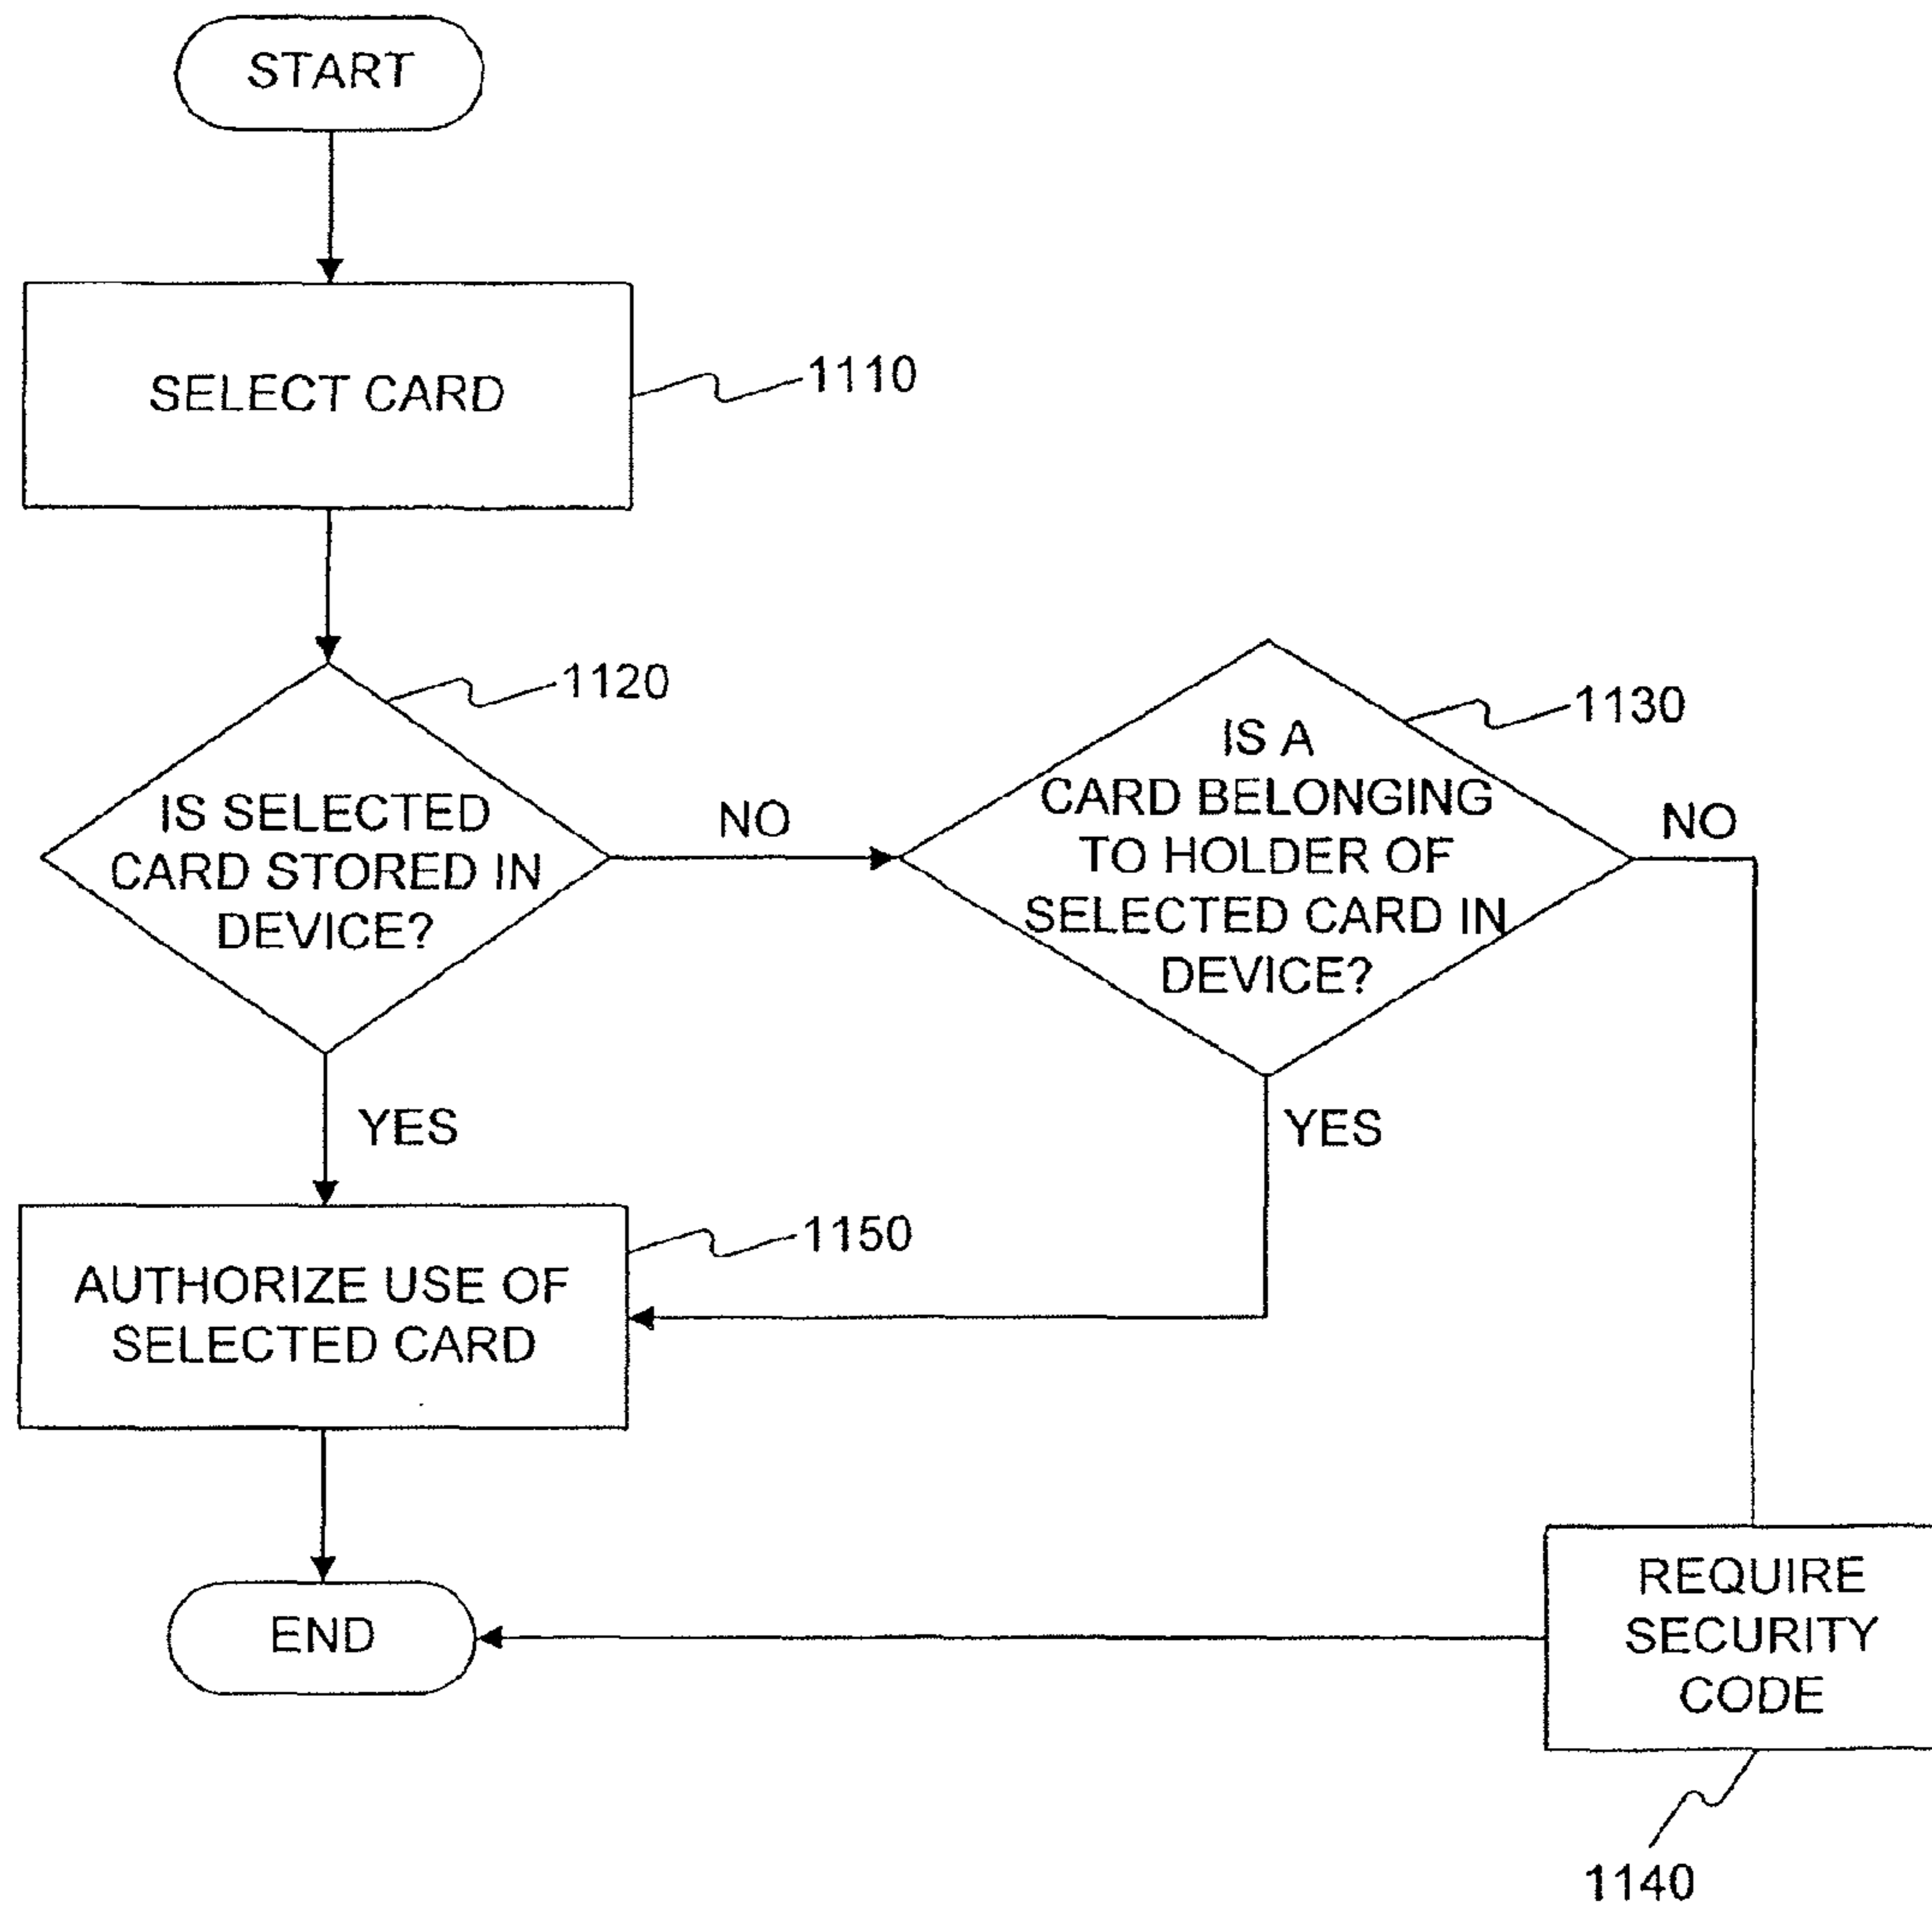 START
SELECT CARD
1110
1120
IS SELECTED
CARD STORED IN
DEVICE?
NO
1130
IS A
CARD BELONGING
TO HOLDER OF
SELECTED CARD IN
DEVICE?
NO
YES
YES
1150
AUTHORIZE USE OF
SELECTED CARD
END
REQUIRE
SECURITY
CODE
1140